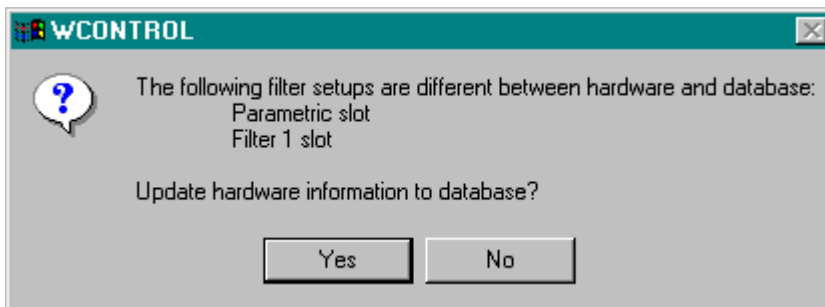 WCONTROL
The following filter setups are different between hardware and database:
Parametric slot
Filter 1 slot
Update hardware information to database?
Yes
No